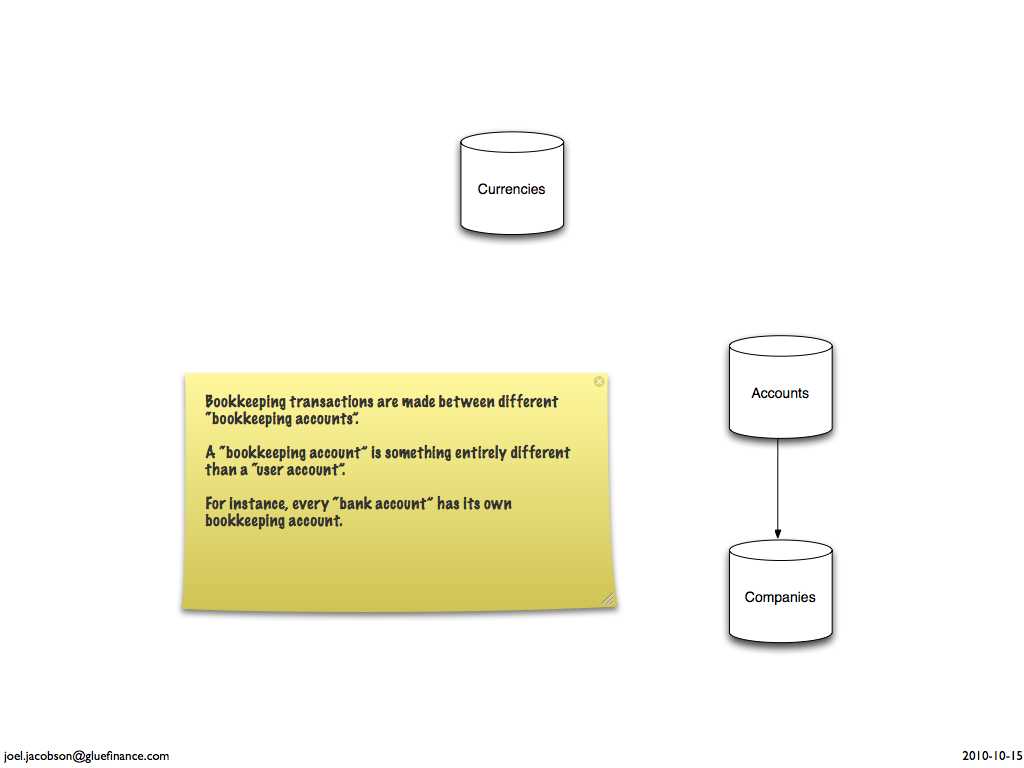 Currencies
Accounts
Bookkeeping transactions are made between different
"bookkeeping accounts".
A "bookkeeping account" is something entirely different
than a "user account".
For instance, every "bank account" has its own
bookkeeping account.
Companies
joel.jacobson@gluefinance.com
2010-10-15